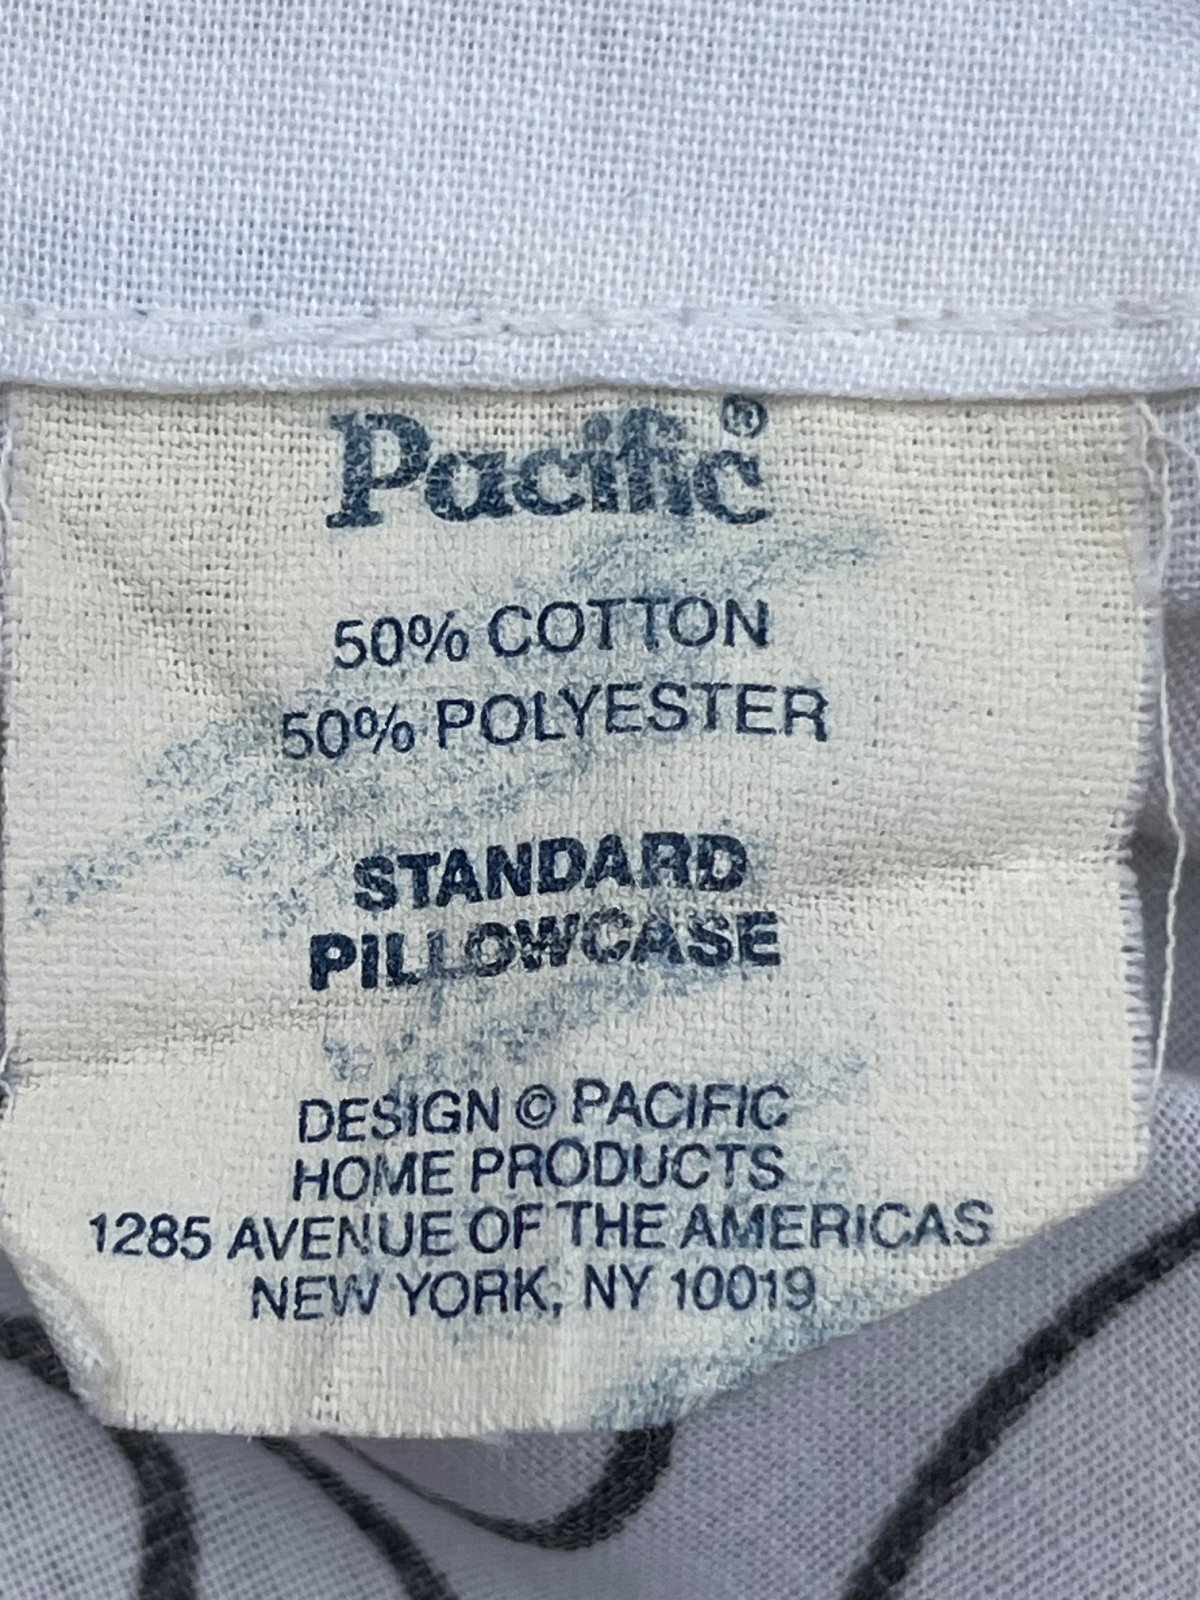 Pacific®
50% COTTON
50% POLYESTER
STANDARD
PILLOWCASE
DESIGN © PACIFIC
HOME PRODUCTS
1285 AVENUE OF THE AMERICAS
NEW YORK, NY 10019